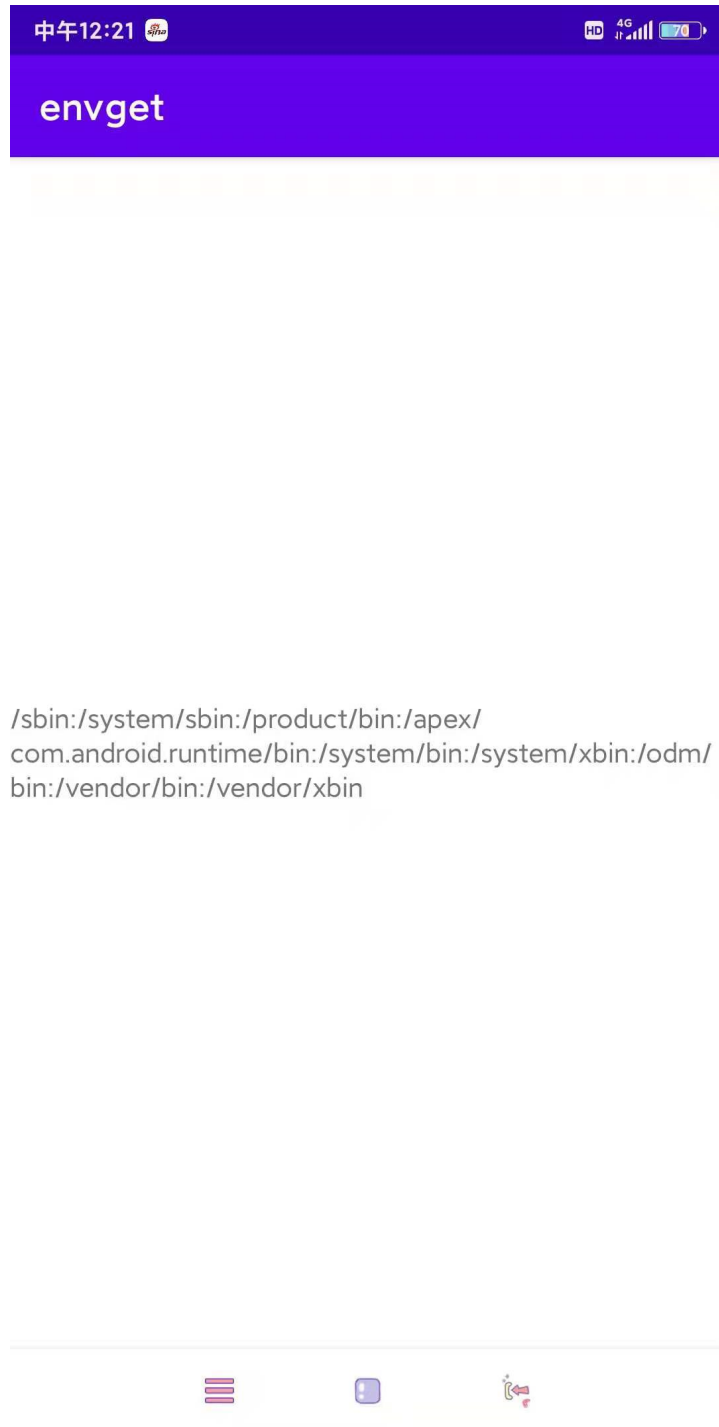 中午12:21 sina HD 4G 70
envget
/sbin:/system/sbin:/product/bin:/apex/
com.android.runtime/bin:/system/bin:/system/xbin:/odm/
bin:/vendor/bin:/vendor/xbin